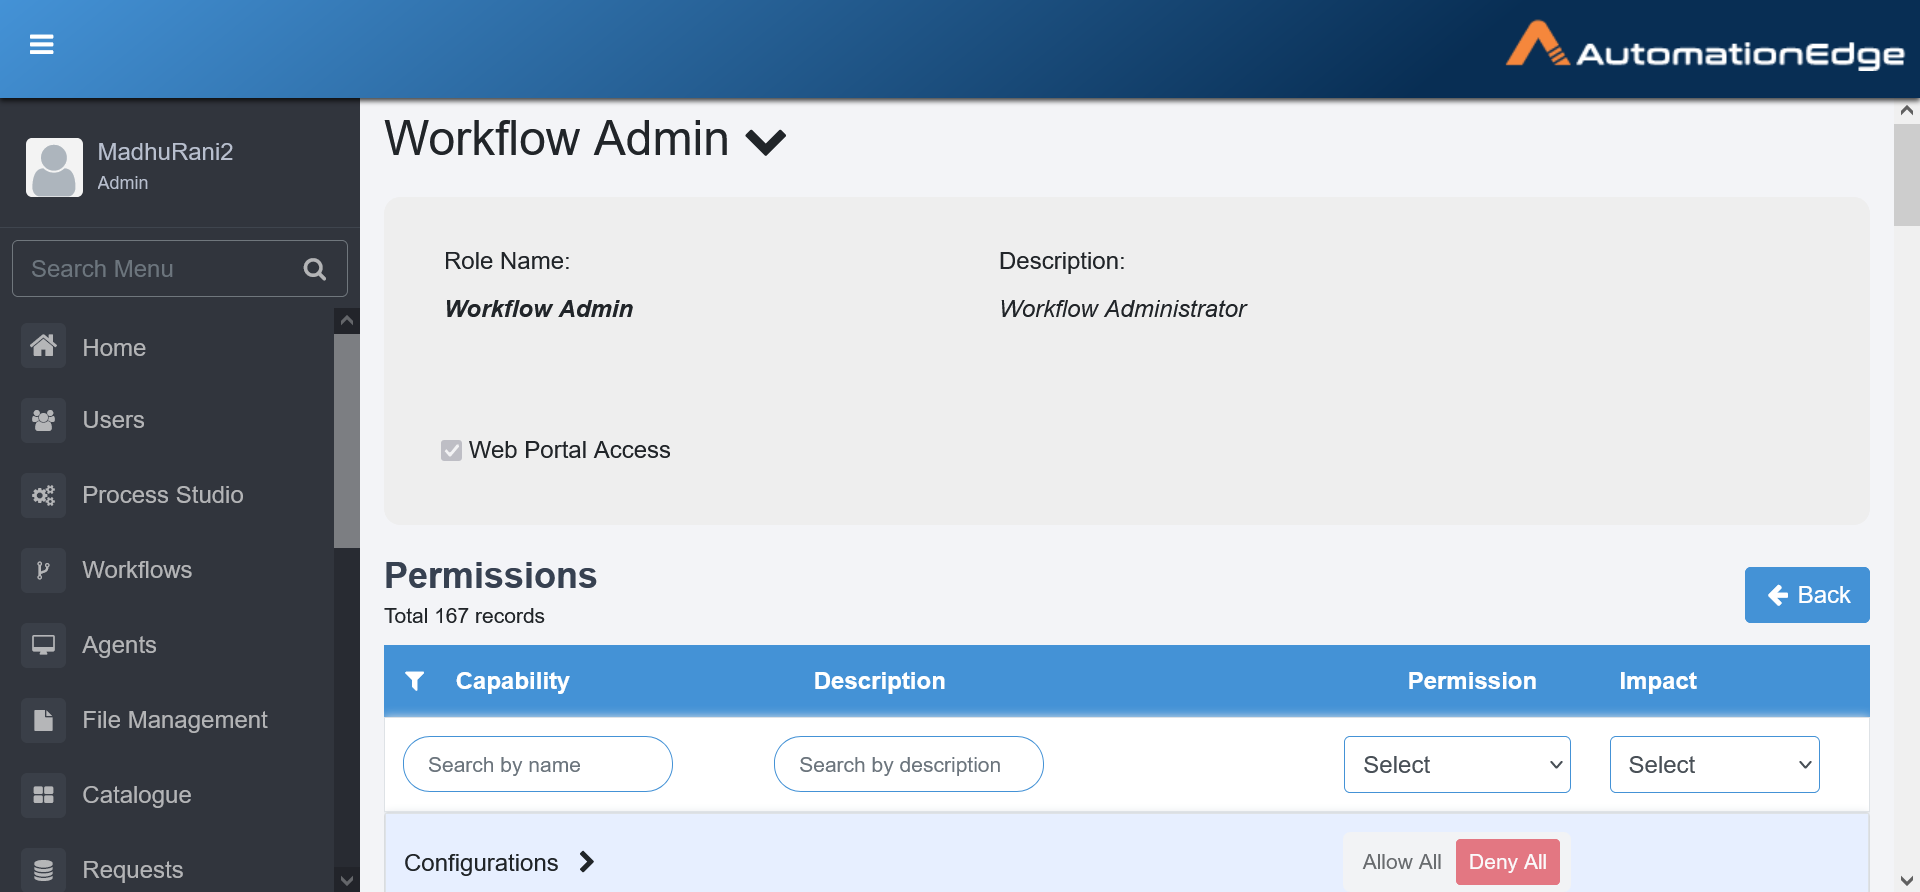 AutomationEdge
MadhuRani2
Admin
Search Menu
Home
Users
Process Studio
Workflows
Agents
File Management
Catalogue
Requests
Workflow Admin
Role Name:
Description:
Workflow Admin
Workflow Administrator
Web Portal Access
Permissions
Total 167 records
Back
Capability Description Permission Impact
Search by name Search by description Select Select
Configurations Allow All Deny All